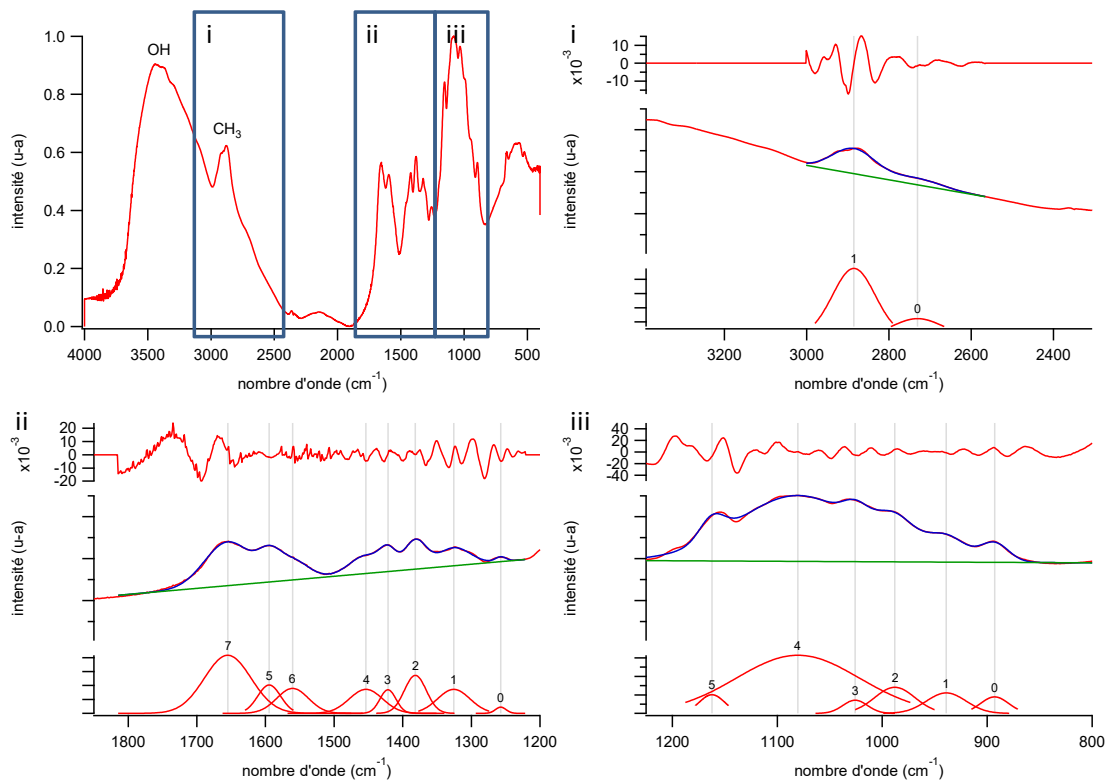 i
ii
iii
OH
CH3
1.0
0.8
0.6
0.4
0.2
0.0
intensité (u-a)
4000 3500 3000 2500 2000 1500 1000 500
nombre d'onde (cm-1)
i
10
0
-10
x10-3
intensité (u-a)
1
0
3200 3000 2800 2600 2400
nombre d'onde (cm-1)
ii
20
10
0
-10
-20
x10-3
intensité (u-a)
7
5
6
4
3
2
1
0
1800 1700 1600 1500 1400 1300 1200
nombre d'onde (cm-1)
iii
40
20
0
-20
-40
x10-3
intensité (u-a)
5
4
3
2
1
0
1100 1000 900 800
nombre d'onde (cm-1)